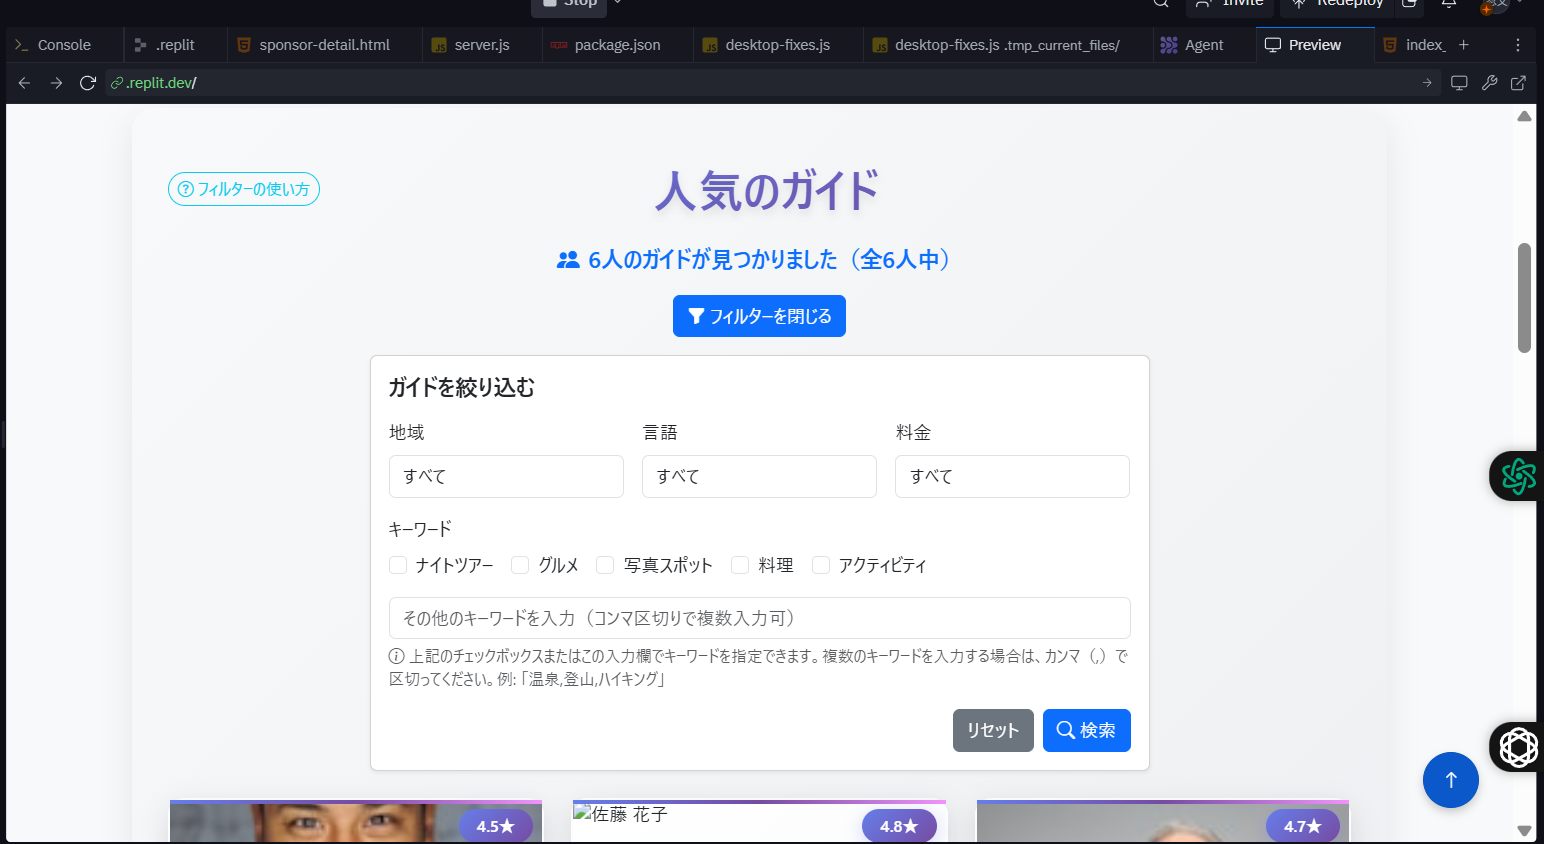 Stop
Invite
Redeploy
Console
.replit
sponsor-detail.html
server.js
package.json
desktop-fixes.js
desktop-fixes.js .tmp_current_files/
Agent
Preview
index_
.replit.dev/
フィルターの使い方
人気のガイド
6人のガイドが見つかりました（全6人中）
フィルターを閉じる
ガイドを絞り込む
地域
言語
料金
すべて
すべて
すべて
キーワード
ナイトツアー
グルメ
写真スポット
料理
アクティビティ
その他のキーワードを入力（コンマ区切りで複数入力可）
上記のチェックボックスまたはこの入力欄でキーワードを指定できます。複数のキーワードを入力する場合は、カンマ（,）で
区切ってください。例: 「温泉,登山,ハイキング」
リセット
検索
4.5★
佐藤 花子
4.8★
4.7★